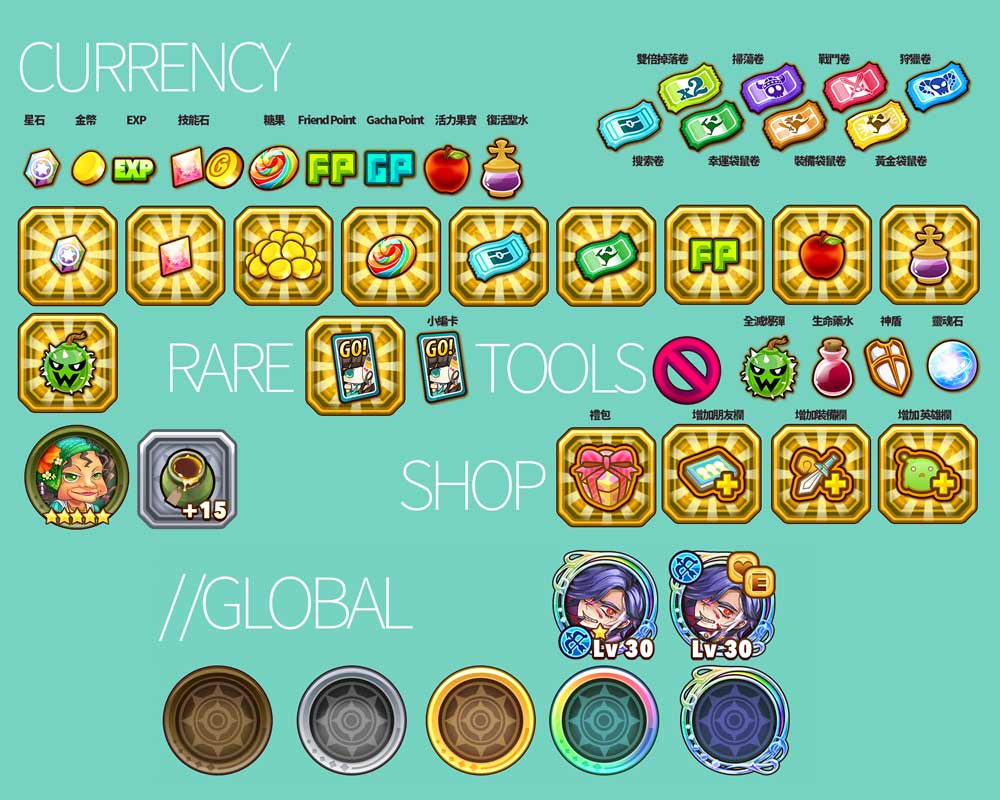 CURRENCY
雙倍掉落卷 掃蕩卷 戰鬥卷 狩獵卷
x2
星石 金幣 EXP 技能石 糖果 Friend Point Gacha Point 活力果實 復活聖水
搜索卷 幸運袋鼠卷 裝備袋鼠卷 黃金袋鼠卷
EXP FP GP
FP
小編卡 全滅爆彈 生命藥水 神盾 靈魂石
RARE GO! GO! TOOLS
禮包 增加朋友欄 增加裝備欄 增加英雄欄
SHOP
+15
//GLOBAL
E
Lv 30 Lv 30